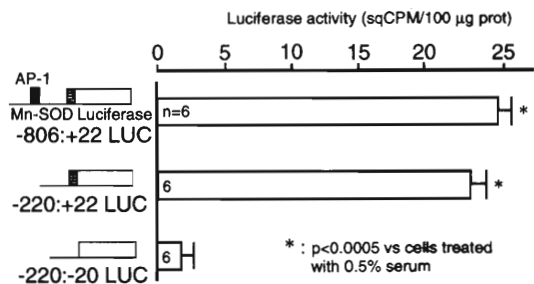 Luciferase activity (sqCPM/100 µg prot)
0 5 10 15 20 25
AP-1
Mn-SOD Luciferase
-806:+22 LUC
n=6
*
-220:+22 LUC
6
*
-220:-20 LUC
6
* : p<0.0005 vs cells treated
with 0.5% serum